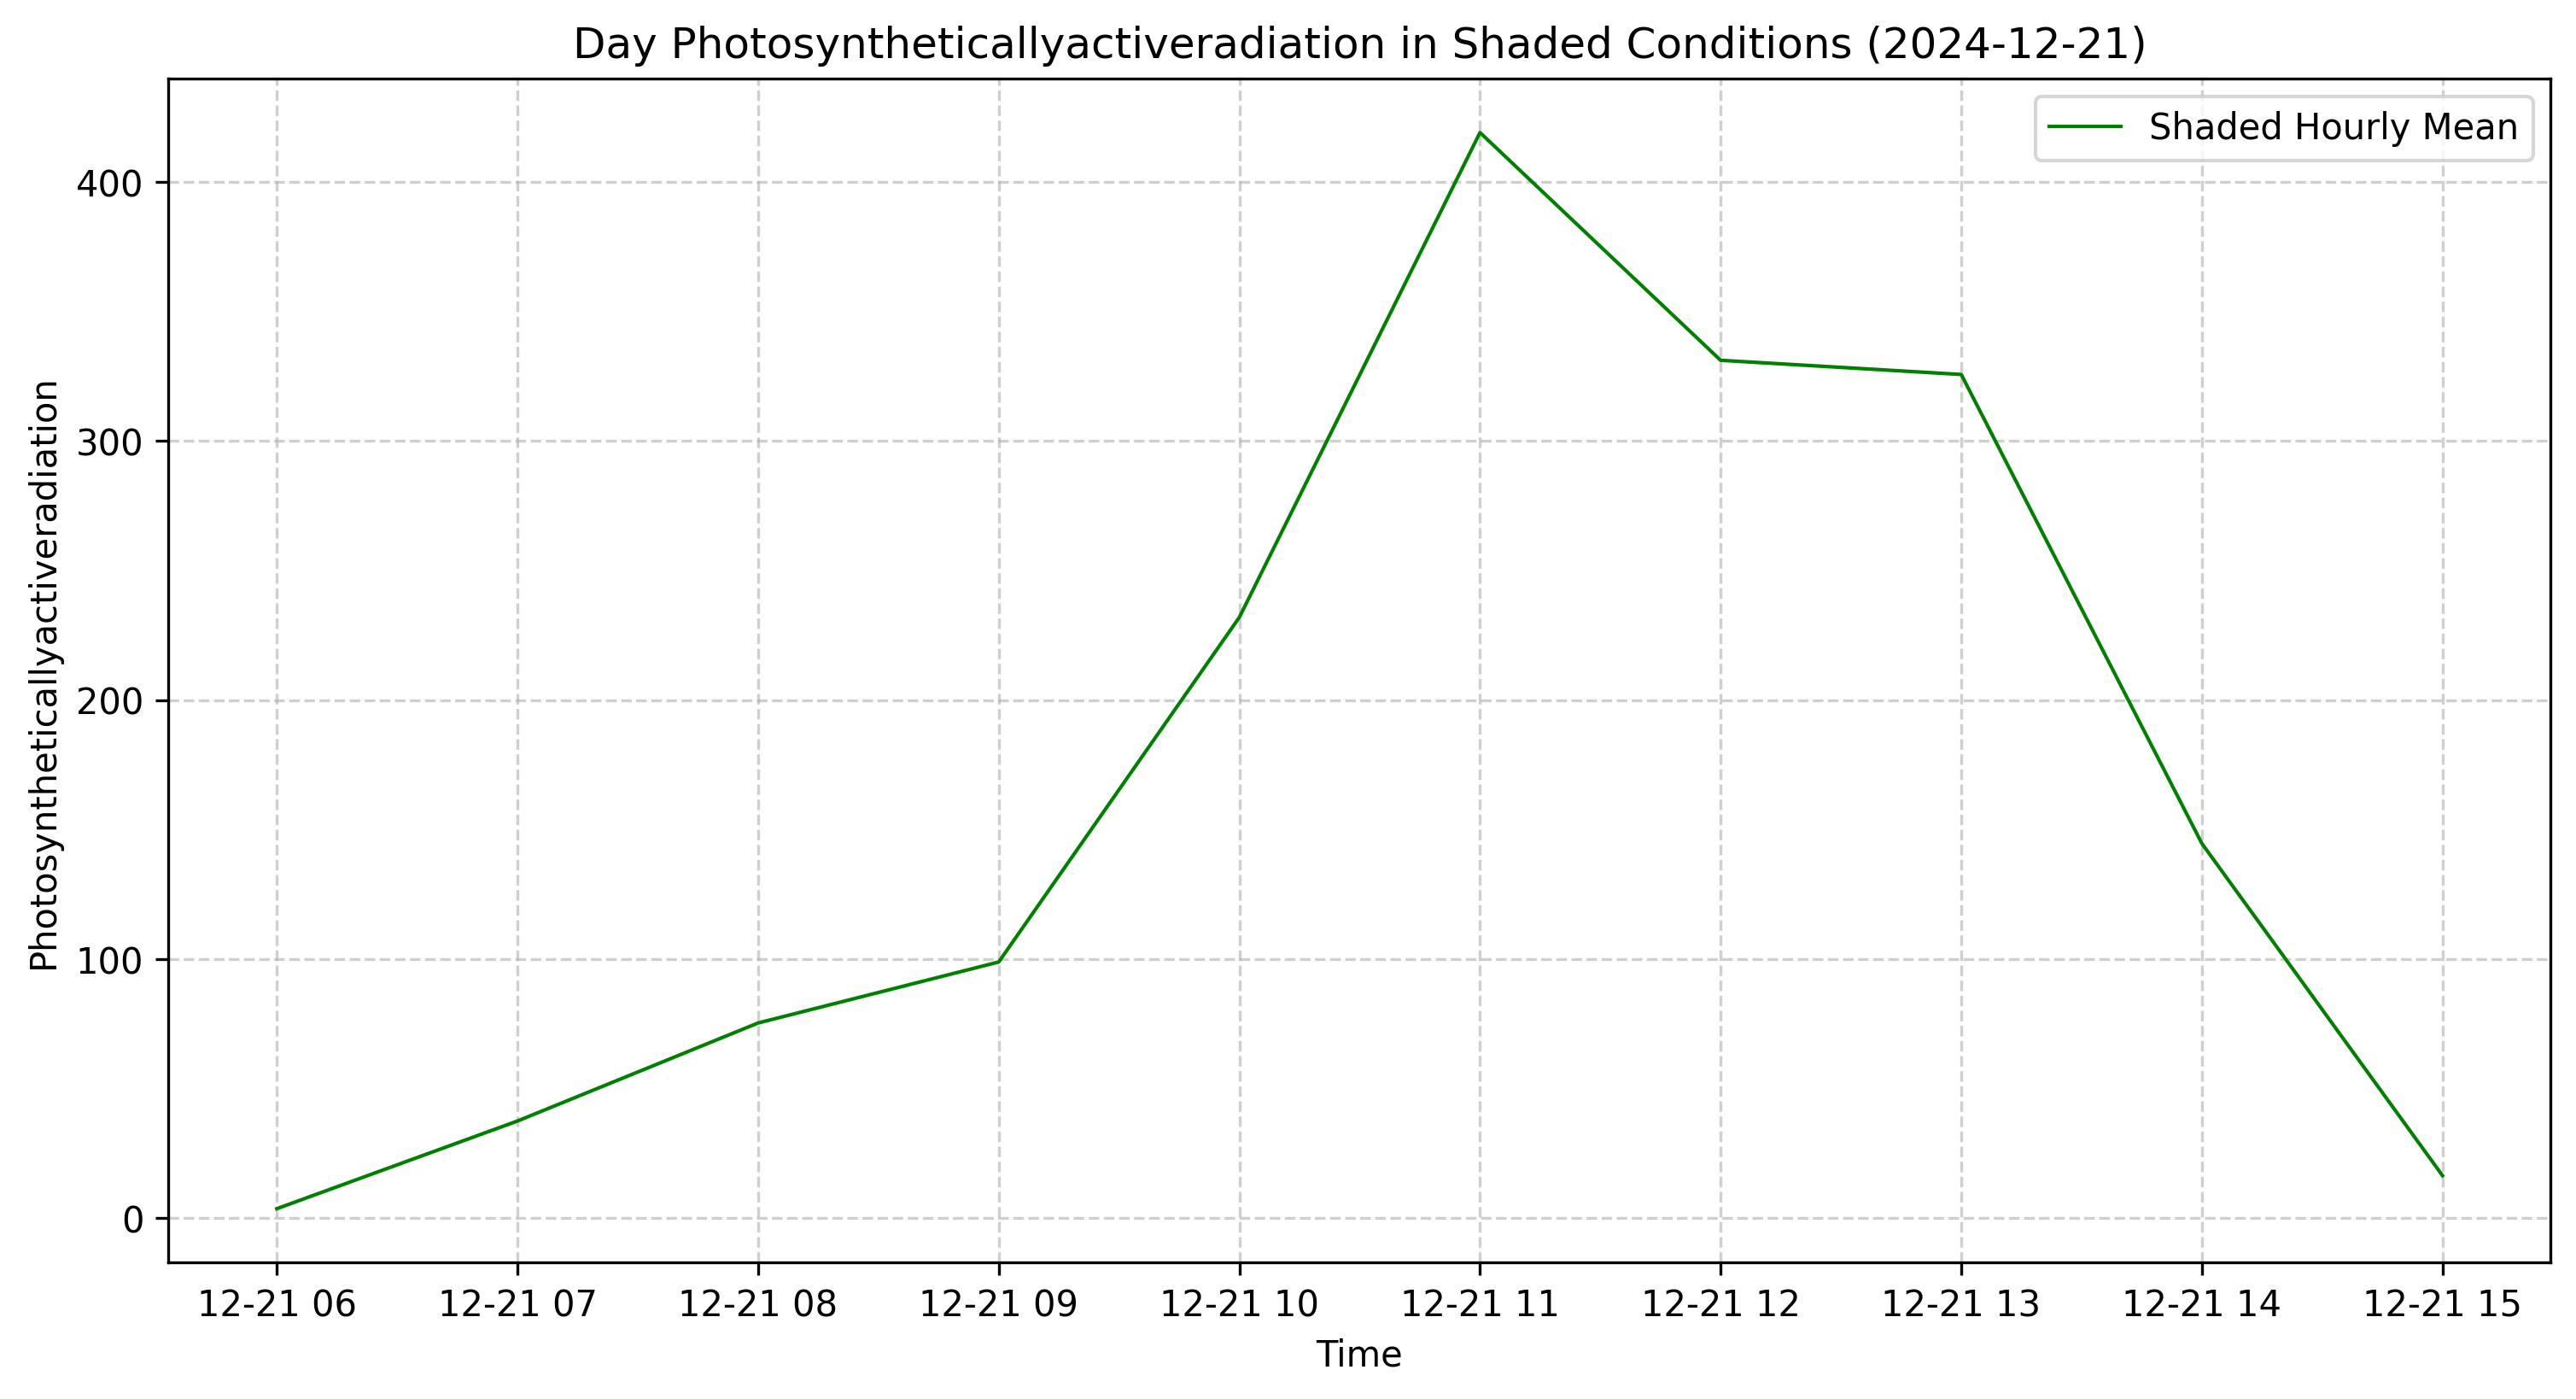 Day Photosyntheticallyactiveradiation in Shaded Conditions (2024-12-21)
Shaded Hourly Mean
Photosyntheticallyactiveradiation
400
300
200
100
0
12-21 06 12-21 07 12-21 08 12-21 09 12-21 10 12-21 11 12-21 12 12-21 13 12-21 14 12-21 15
Time